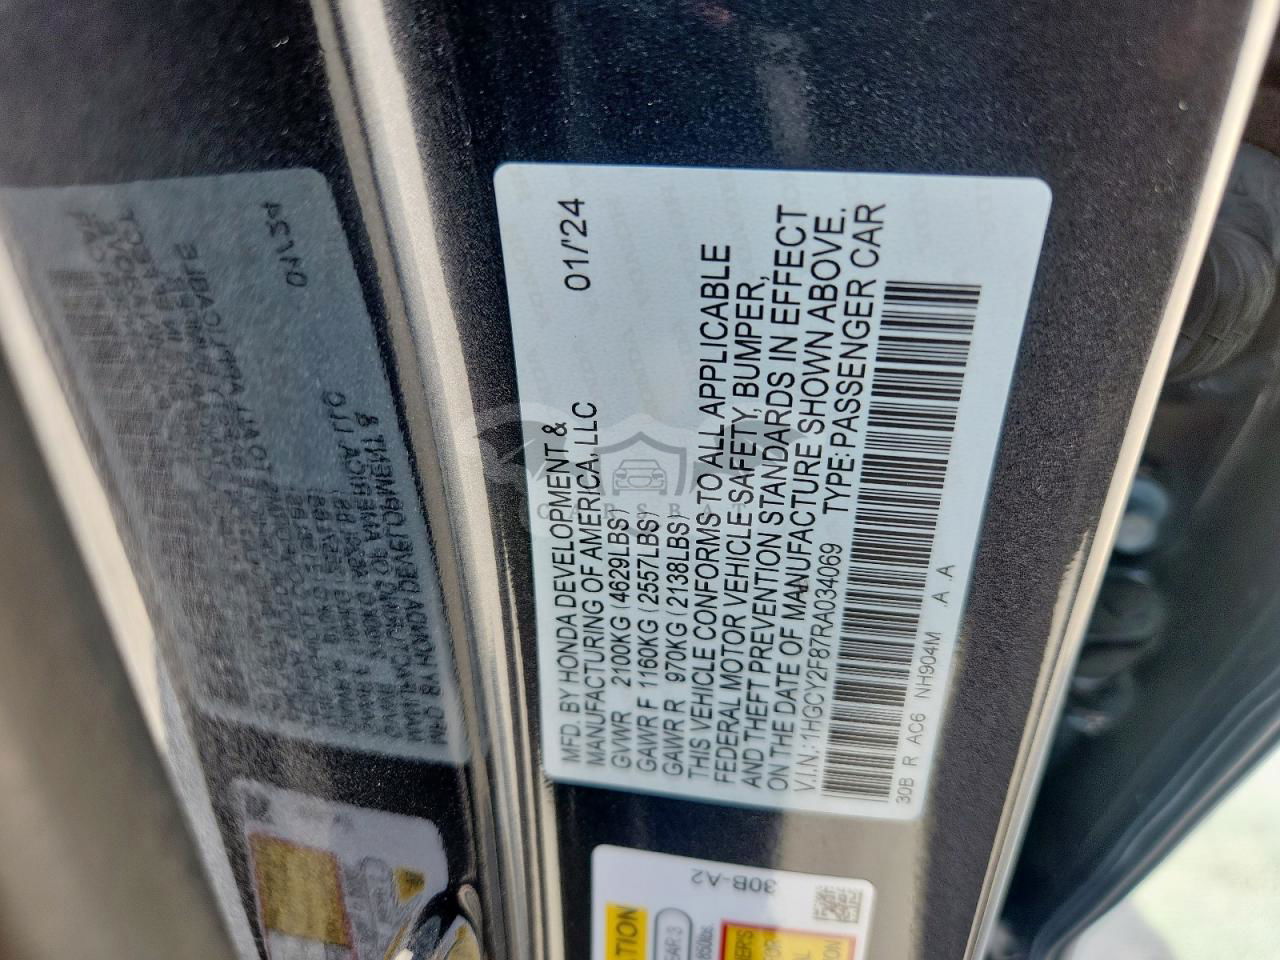 01/'24
MFD. BY HONDA DEVELOPMENT &
MANUFACTURING OF AMERICA, LLC
GVWR 2100KG (4629LBS)
GAWR F 1160KG (2557LBS)
GAWR R 970KG (2138LBS)
THIS VEHICLE CONFORMS TO ALL APPLICABLE
FEDERAL MOTOR VEHICLE SAFETY, BUMPER,
AND THEFT PREVENTION STANDARDS IN EFFECT
ON THE DATE OF MANUFACTURE SHOWN ABOVE.
V.I.N.: 1HGCY2F87RA034069 TYPE: PASSENGER CAR
30B R AC6 NH904M .A .A
30B-A2
CARSBAT